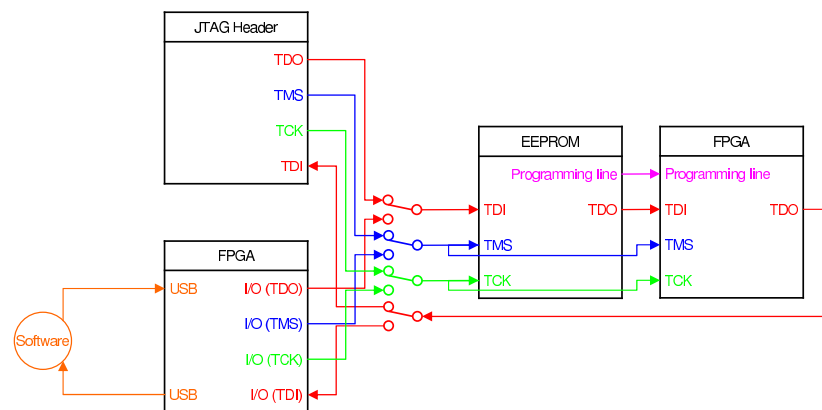 JTAG Header
TDO
TMS
TCK
TDI
EEPROM
Programming line
TDI
TDO
TMS
TCK
FPGA
Programming line
TDI
TDO
TMS
TCK
FPGA
USB
I/O (TDO)
I/O (TMS)
I/O (TCK)
USB
I/O (TDI)
Software